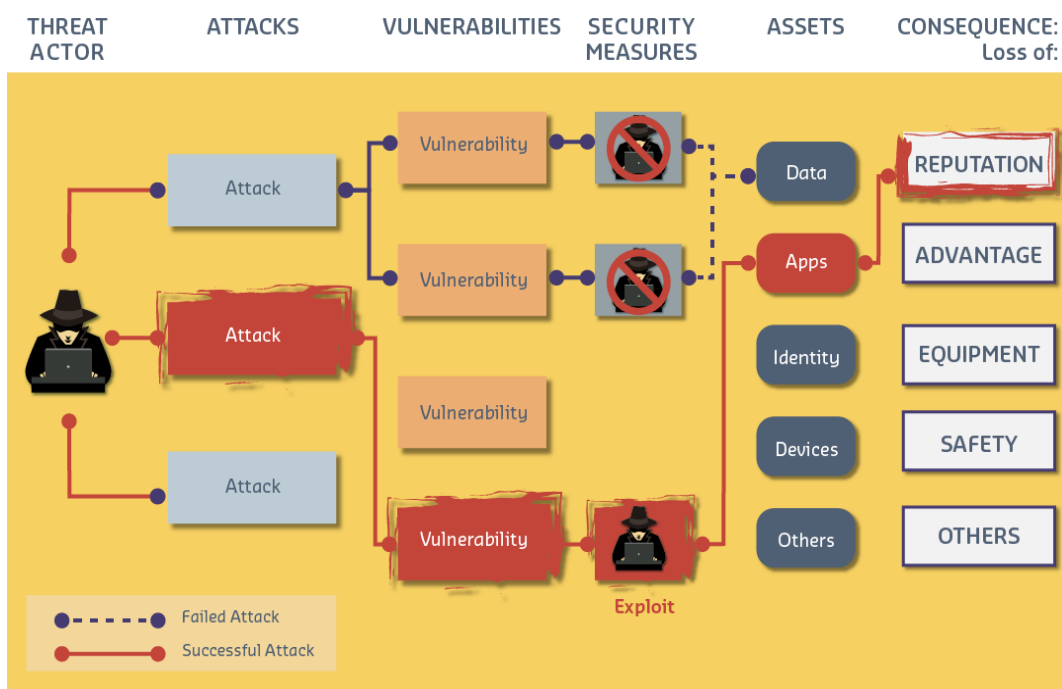 THREAT
ACTOR
ATTACKS
VULNERABILITIES
SECURITY
MEASURES
ASSETS
CONSEQUENCE:
Loss of:
Attack
Attack
Attack
Vulnerability
Vulnerability
Vulnerability
Vulnerability
Exploit
Data
Apps
Identity
Devices
Others
REPUTATION
ADVANTAGE
EQUIPMENT
SAFETY
OTHERS
Failed Attack
Successful Attack